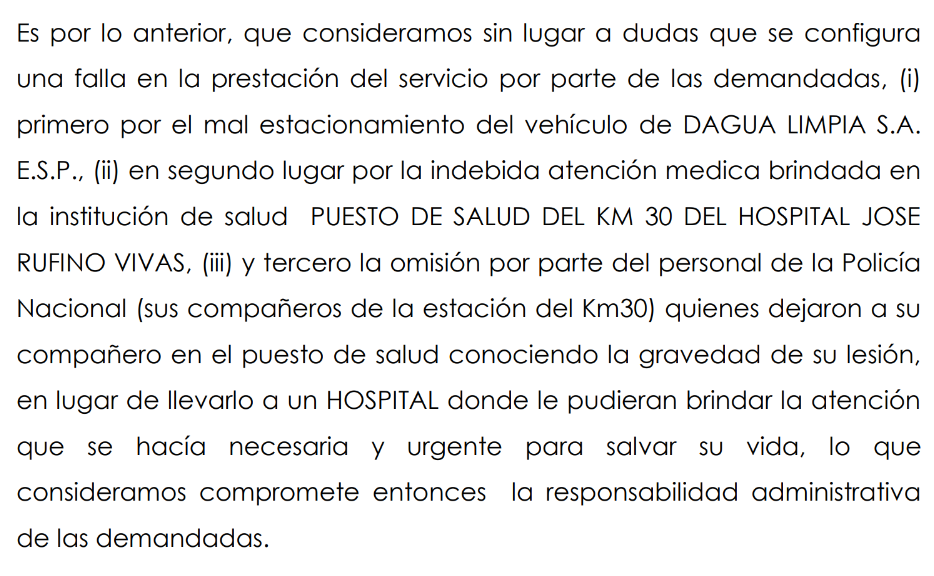 Es por lo anterior, que consideramos sin lugar a dudas que se configura
una falla en la prestación del servicio por parte de las demandadas, (i)
primero por el mal estacionamiento del vehículo de DAGUA LIMPIA S.A.
E.S.P., (ii) en segundo lugar por la indebida atención medica brindada en
la institución de salud  PUESTO DE SALUD DEL KM 30 DEL HOSPITAL JOSE
RUFINO VIVAS, (iii) y tercero la omisión por parte del personal de la Policía
Nacional (sus compañeros de la estación del Km30) quienes dejaron a su
compañero en el puesto de salud conociendo la gravedad de su lesión,
en lugar de llevarlo a un HOSPITAL donde le pudieran brindar la atención
que se hacía necesaria y urgente para salvar su vida, lo que
consideramos compromete entonces  la responsabilidad administrativa
de las demandadas.